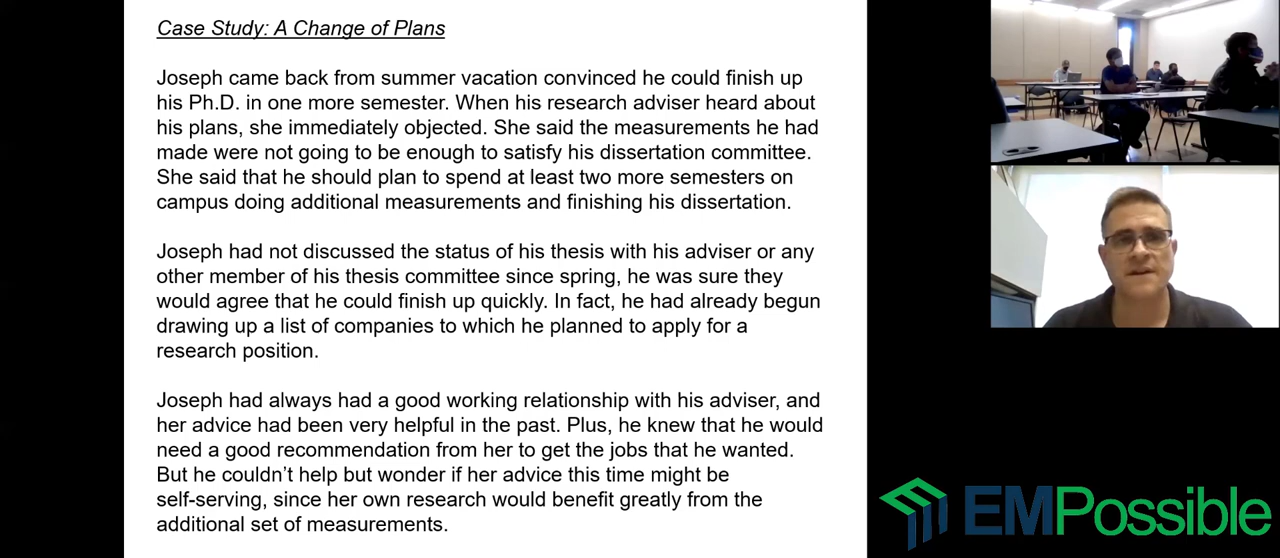 Case Study: A Change of Plans
Joseph came back from summer vacation convinced he could finish up
his Ph.D. in one more semester. When his research adviser heard about
his plans, she immediately objected. She said the measurements he had
made were not going to be enough to satisfy his dissertation committee.
She said that he should plan to spend at least two more semesters on
campus doing additional measurements and finishing his dissertation.
Joseph had not discussed the status of his thesis with his adviser or any
other member of his thesis committee since spring, he was sure they
would agree that he could finish up quickly. In fact, he had already begun
drawing up a list of companies to which he planned to apply for a
research position.
Joseph had always had a good working relationship with his adviser, and
her advice had been very helpful in the past. Plus, he knew that he would
need a good recommendation from her to get the jobs that he wanted.
But he couldn’t help but wonder if her advice this time might be
self-serving, since her own research would benefit greatly from the
additional set of measurements.
EMPossible